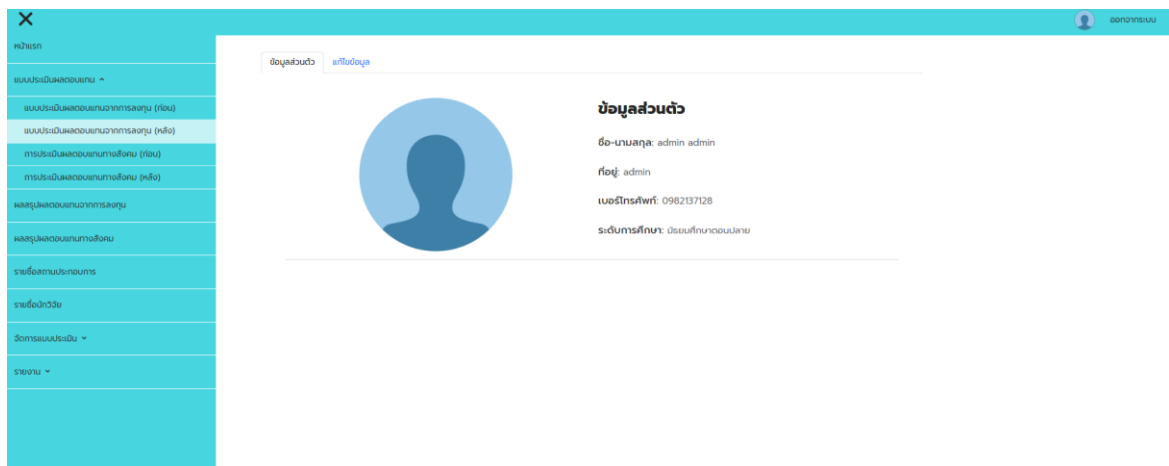 ออกจากระบบ
หน้าแรก
แบบประเมินผลตอบแทน
แบบประเมินผลตอบแทนจากการลงทุน (ก่อน)
แบบประเมินผลตอบแทนจากการลงทุน (หลัง)
การประเมินผลตอบแทนทางสังคม (ก่อน)
การประเมินผลตอบแทนทางสังคม (หลัง)
ผลสรุปผลตอบแทนจากการลงทุน
ผลสรุปผลตอบแทนทางสังคม
รายชื่อสถานประกอบการ
รายชื่อนักวิจัย
จัดการแบบประเมิน
รายงาน
ข้อมูลส่วนตัว แก้ไขข้อมูล
ข้อมูลส่วนตัว
ชื่อ-นามสกุล: admin admin
ที่อยู่: admin
เบอร์โทรศัพท์: 0982137128
ระดับการศึกษา: มัธยมศึกษาตอนปลาย